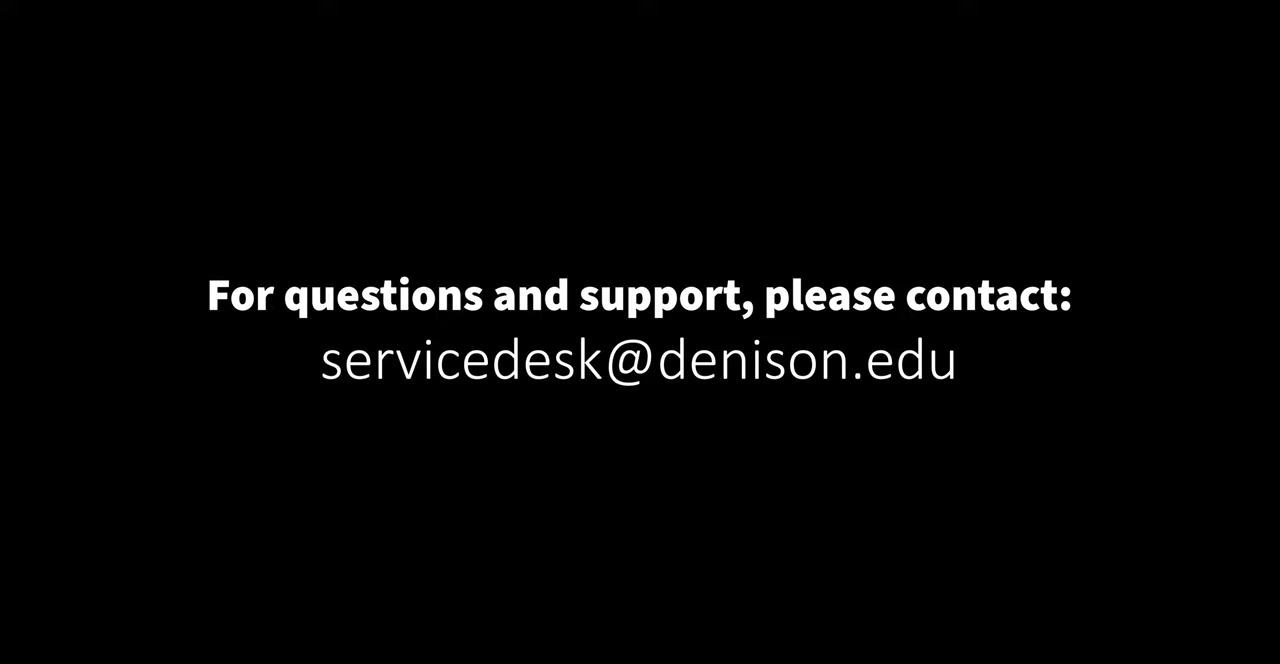 For questions and support, please contact:
servicedesk@denison.edu